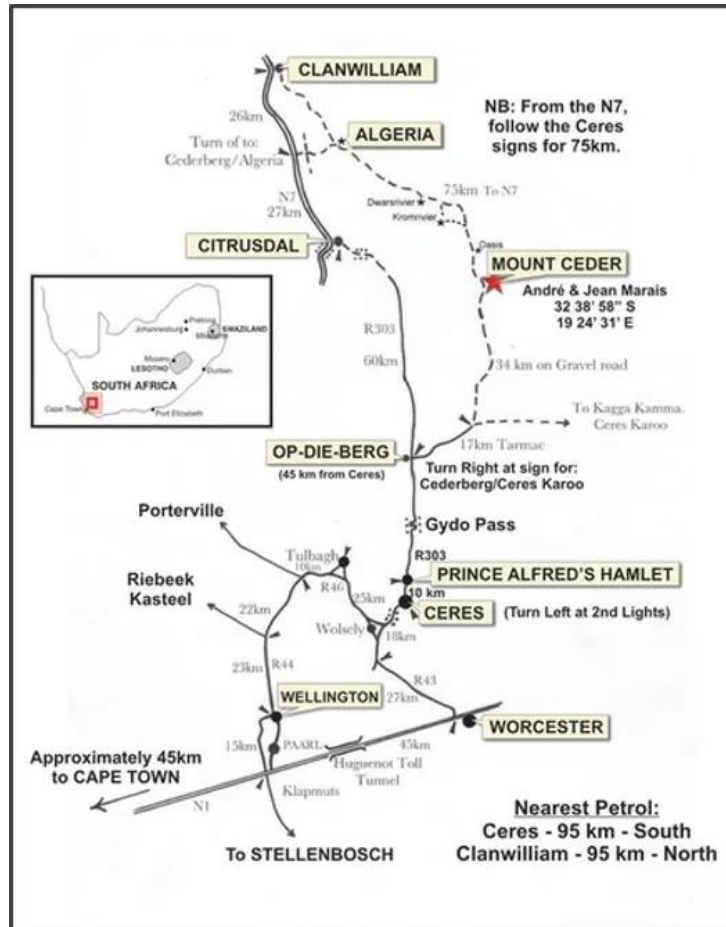 CLANWILLIAM
NB: From the N7,
follow the Ceres
signs for 75km.
26km
ALGERIA
Turn of to:
Cederberg/Algeria
75km To N7
Dwarsrivier
Kromrivier
N7
27km
CITRUSDAL
Oasis
MOUNT CEDER
André & Jean Marais
32 38' 58" S
19 24' 31' E
Pretoria
Johannesburg
SWAZILAND
Mbabane
Maseru
LESOTHO
Durban
SOUTH AFRICA
Cape Town
Port Elizabeth
R303
60km
34 km on Gravel road
To Kagga Kamma.
Ceres Karoo
17km Tarmac
OP-DIE-BERG
(45 km from Ceres)
Turn Right at sign for:
Cederberg/Ceres Karoo
Gydo Pass
Porterville
Tulbagh
10km
R46
R303
PRINCE ALFRED'S HAMLET
10 km
Riebeek
Kasteel
25km
CERES
(Turn Left at 2nd Lights)
22km
Wolsely
18km
23km
R44
R43
27km
WELLINGTON
WORCESTER
15km
PAARL
45km
Huguenot Toll
Tunnel
Approximately 45km
to CAPE TOWN
N1
Klapmuts
To STELLENBOSCH
Nearest Petrol:
Ceres - 95 km - South
Clanwilliam - 95 km - North